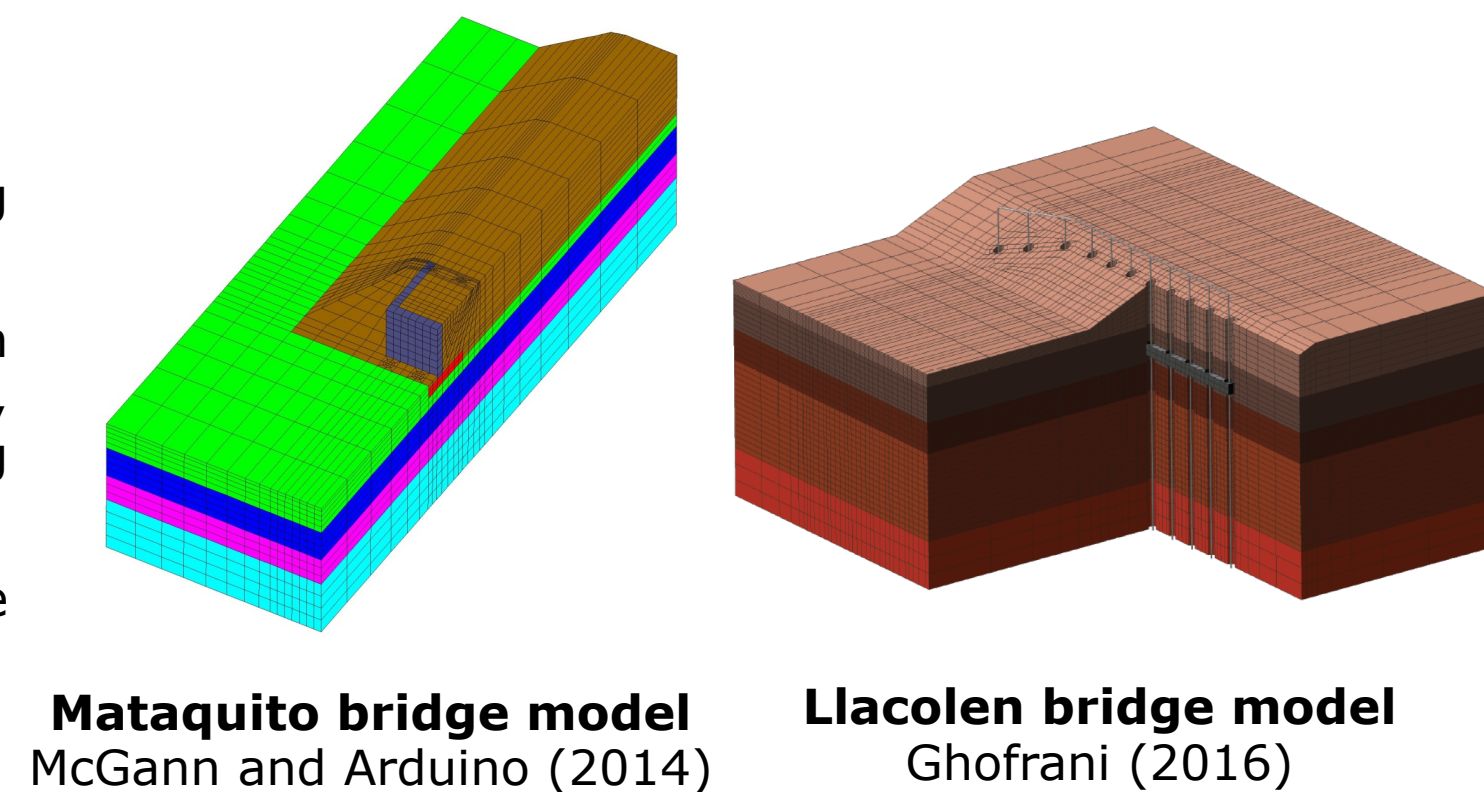 g
n
y
g
e
Mataquito bridge model
McGann and Arduino (2014)
Llacolen bridge model
Ghofrani (2016)